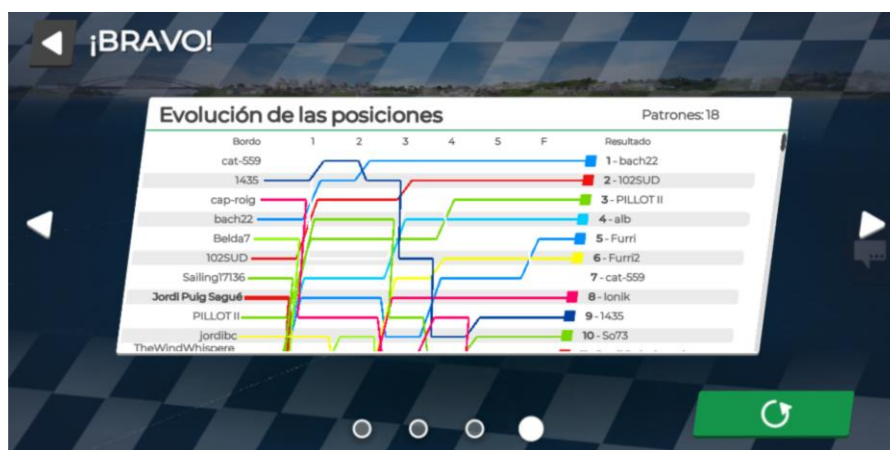 ¡BRAVO!
Evolución de las posiciones
Patrones: 18
Bordo 1 2 3 4 5 F Resultado
cat-559 1 - bach22
1435 2 - 102SUD
cap-roig 3 - PILLOT II
bach22 4 - alb
Belda7 5 - Furri
102SUD 6 - Furri2
Sailing17136 7 - cat-559
Jordi Puig Sagué 8 - lonik
PILLOT II 9 - 1435
jordibc 10 - So73
TheWindWhispere